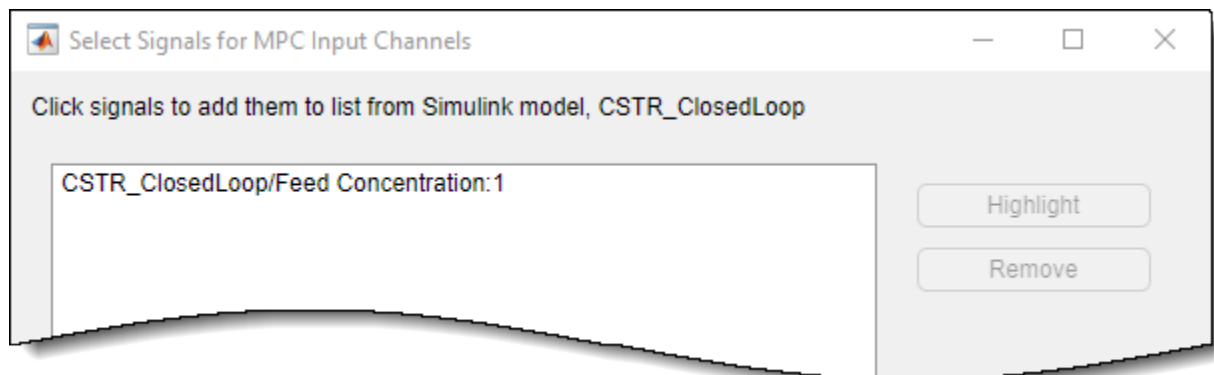 Select Signals for MPC Input Channels
Click signals to add them to list from Simulink model, CSTR_ClosedLoop
CSTR_ClosedLoop/Feed Concentration:1
Highlight
Remove